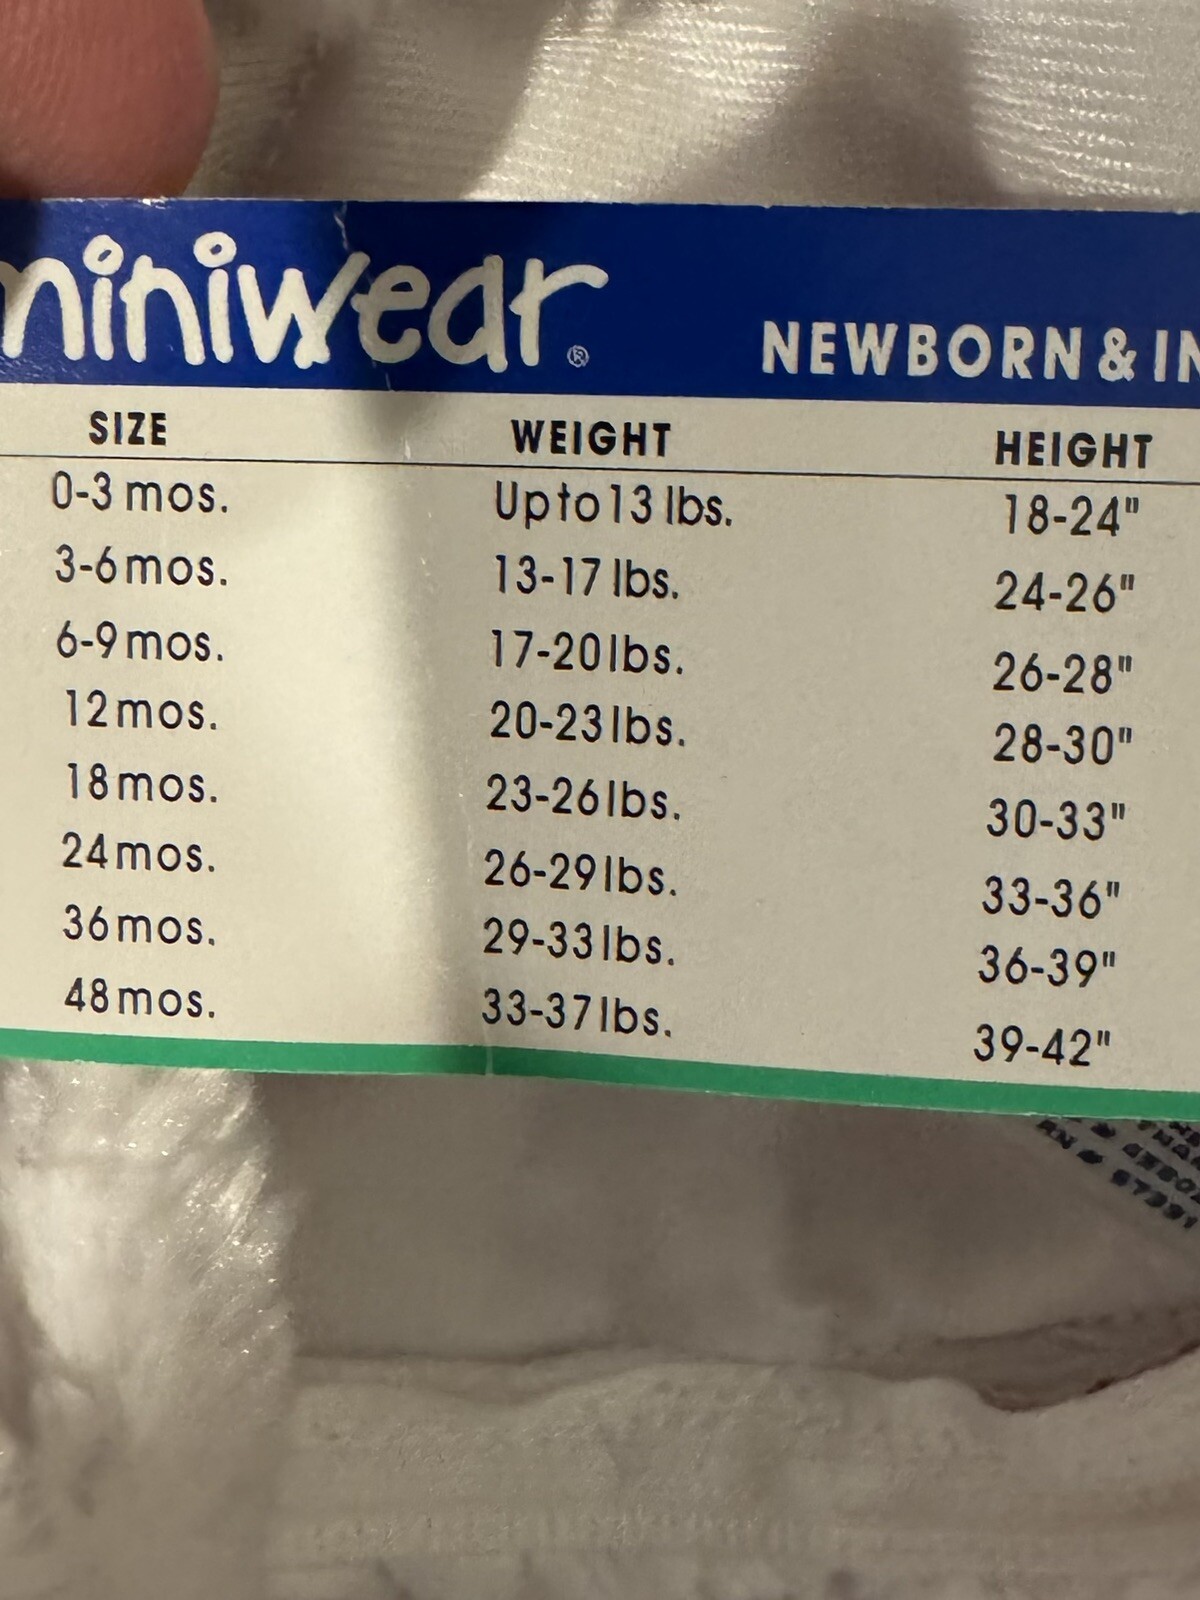 miniwear®
NEWBORN & IN
SIZE WEIGHT HEIGHT
0-3 mos. Up to 13 lbs. 18-24"
3-6 mos. 13-17 lbs. 24-26"
6-9 mos. 17-20 lbs. 26-28"
12 mos. 20-23 lbs. 28-30"
18 mos. 23-26 lbs. 30-33"
24 mos. 26-29 lbs. 33-36"
36 mos. 29-33 lbs. 36-39"
48 mos. 33-37 lbs. 39-42"
RN #